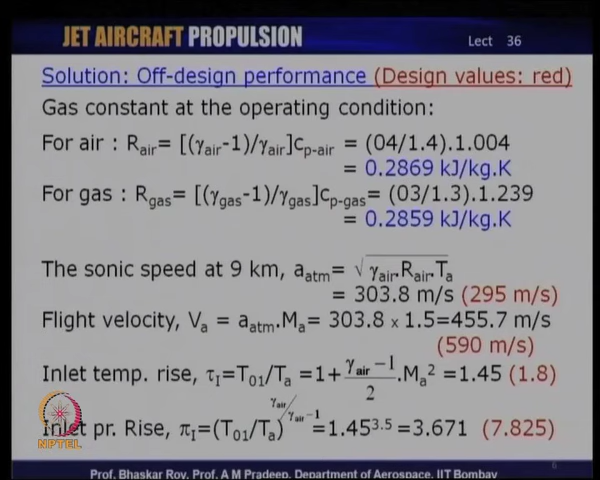 JET AIRCRAFT PROPULSION Lect 36
Solution: Off-design performance (Design values: red)
Gas constant at the operating condition:
For air : Rair= [(γair-1)/γair]cp-air = (04/1.4).1.004
= 0.2869 kJ/kg.K
For gas : Rgas= [(γgas-1)/γgas]cp-gas= (03/1.3).1.239
= 0.2859 kJ/kg.K
The sonic speed at 9 km, aatm= √γair.Rair.Ta
= 303.8 m/s (295 m/s)
Flight velocity, Va = aatm.Ma= 303.8 × 1.5=455.7 m/s
(590 m/s)
Inlet temp. rise, τI=T01/Ta =1+ γair−1/2 .Ma² =1.45 (1.8)
Inlet pr. Rise, πI=(T01/Ta)^γair/γair−1 =1.45^3.5 =3.671 (7.825)
NPTEL
6
Prof. Bhaskar Roy, Prof. A M Pradeep, Department of Aerospace, IIT Bombay